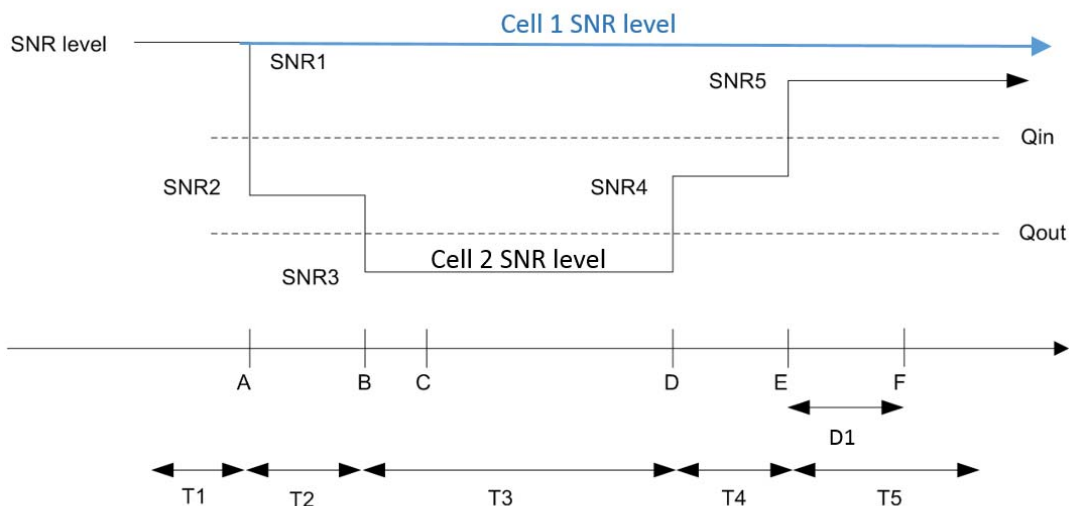 Cell 1 SNR level
SNR level
SNR1
SNR5
Qin
SNR2
SNR4
Qout
Cell 2 SNR level
SNR3
A B C D E F
D1
T1 T2 T3 T4 T5